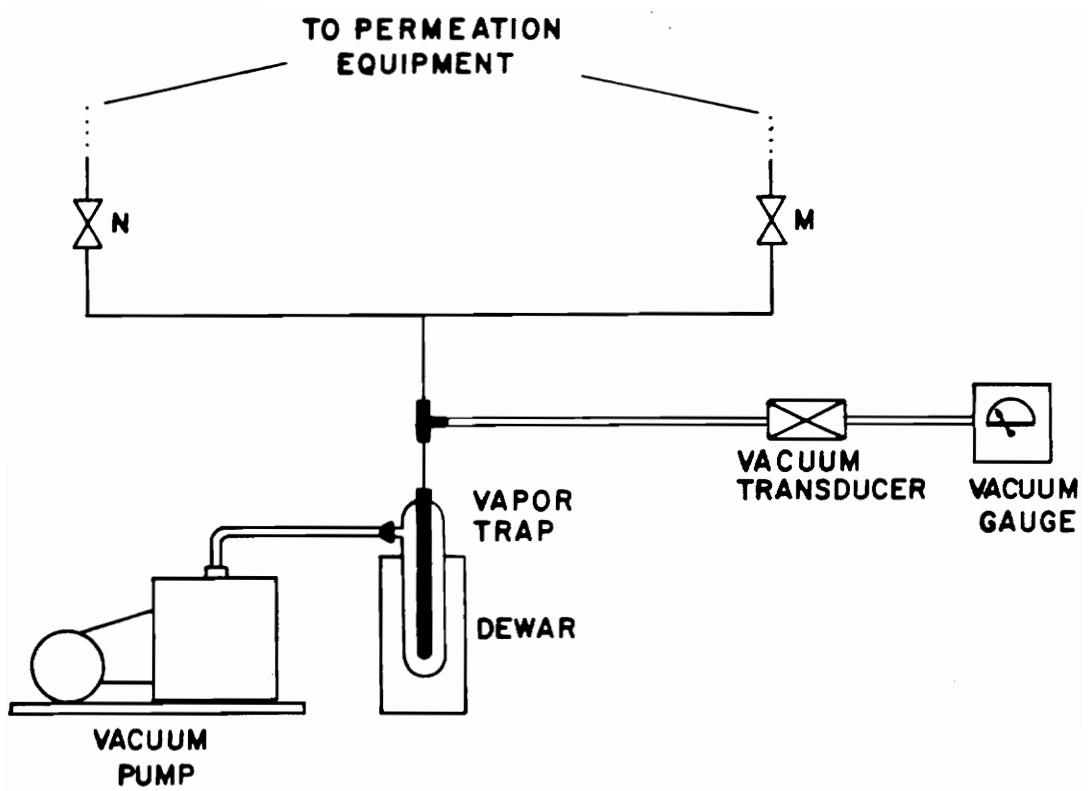 TO PERMEATION
EQUIPMENT
N
M
VACUUM
TRANSDUCER
VACUUM
GAUGE
VAPOR
TRAP
DEWAR
VACUUM
PUMP